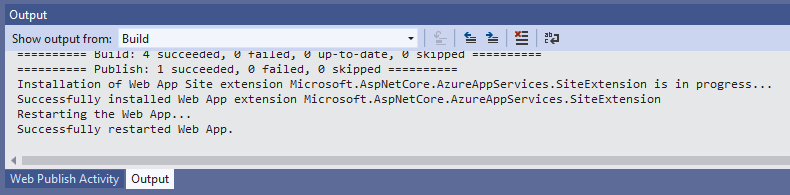 Output
Show output from: Build
========== Build: 4 succeeded, 0 failed, 0 up-to-date, 0 skipped ==========
========== Publish: 1 succeeded, 0 failed, 0 skipped ==========
Installation of Web App Site extension Microsoft.AspNetCore.AzureAppServices.SiteExtension is in progress...
Successfully installed Web App extension Microsoft.AspNetCore.AzureAppServices.SiteExtension
Restarting the Web App...
Successfully restarted Web App.
Web Publish Activity Output